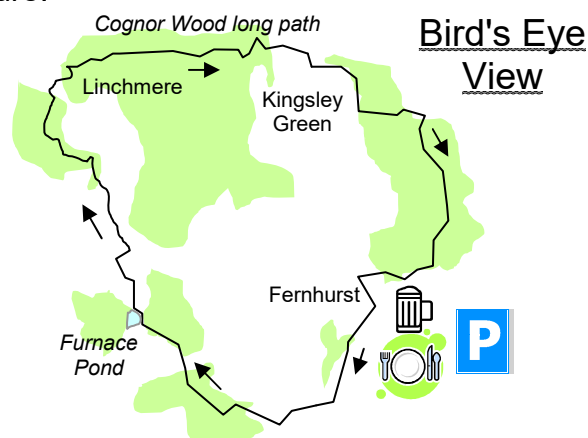 Cognor Wood long path
Bird's Eye
View
Linchmere
Kingsley
Green
Fernhurst
P
Furnace
Pond